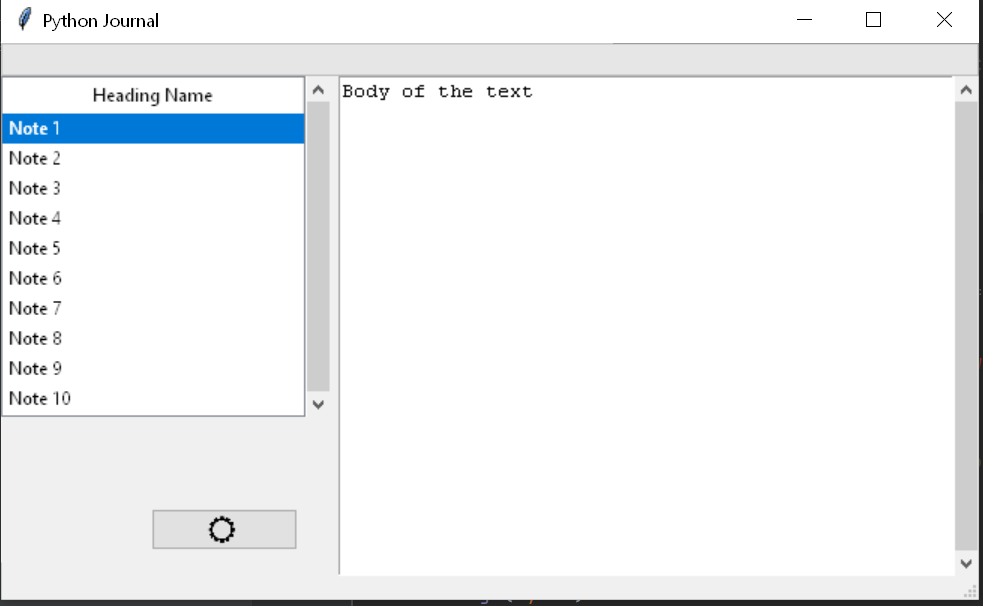 Python Journal
Heading Name
Note 1
Note 2
Note 3
Note 4
Note 5
Note 6
Note 7
Note 8
Note 9
Note 10
Body of the text